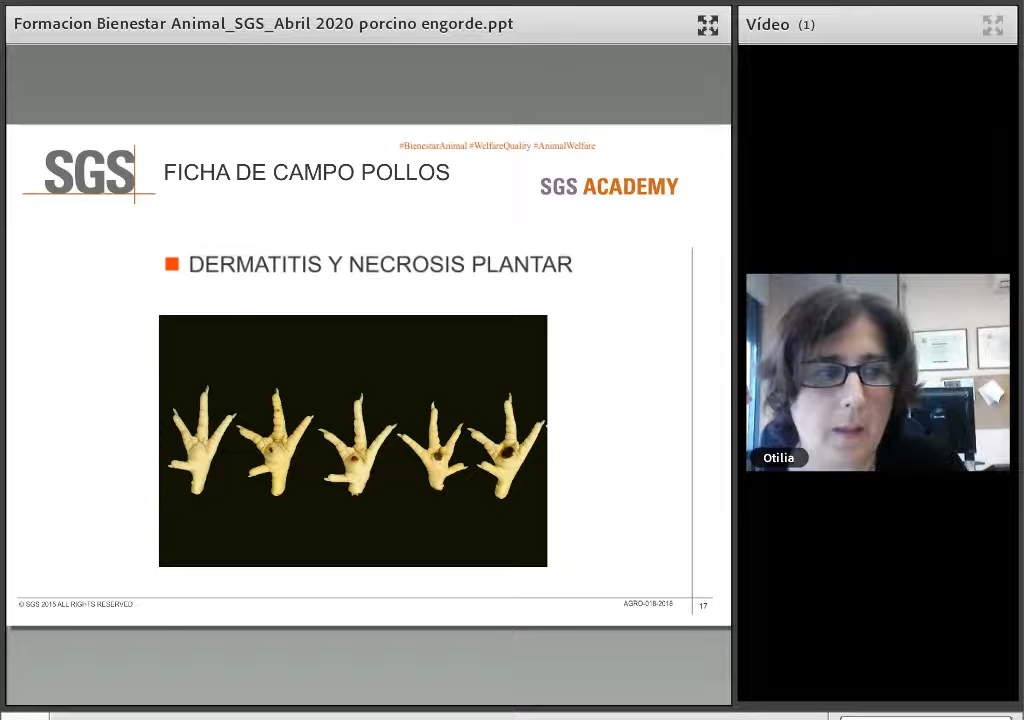 Formacion Bienestar Animal_SGS_Abril 2020 porcino engorde.ppt
Vídeo (1)
#BienestarAnimal #WelfareQuality #AnimalWelfare
SGS
FICHA DE CAMPO POLLOS
SGS ACADEMY
DERMATITIS Y NECROSIS PLANTAR
Otilia
© SGS 2015 ALL RIGHTS RESERVED
AGRO-018-2018
17